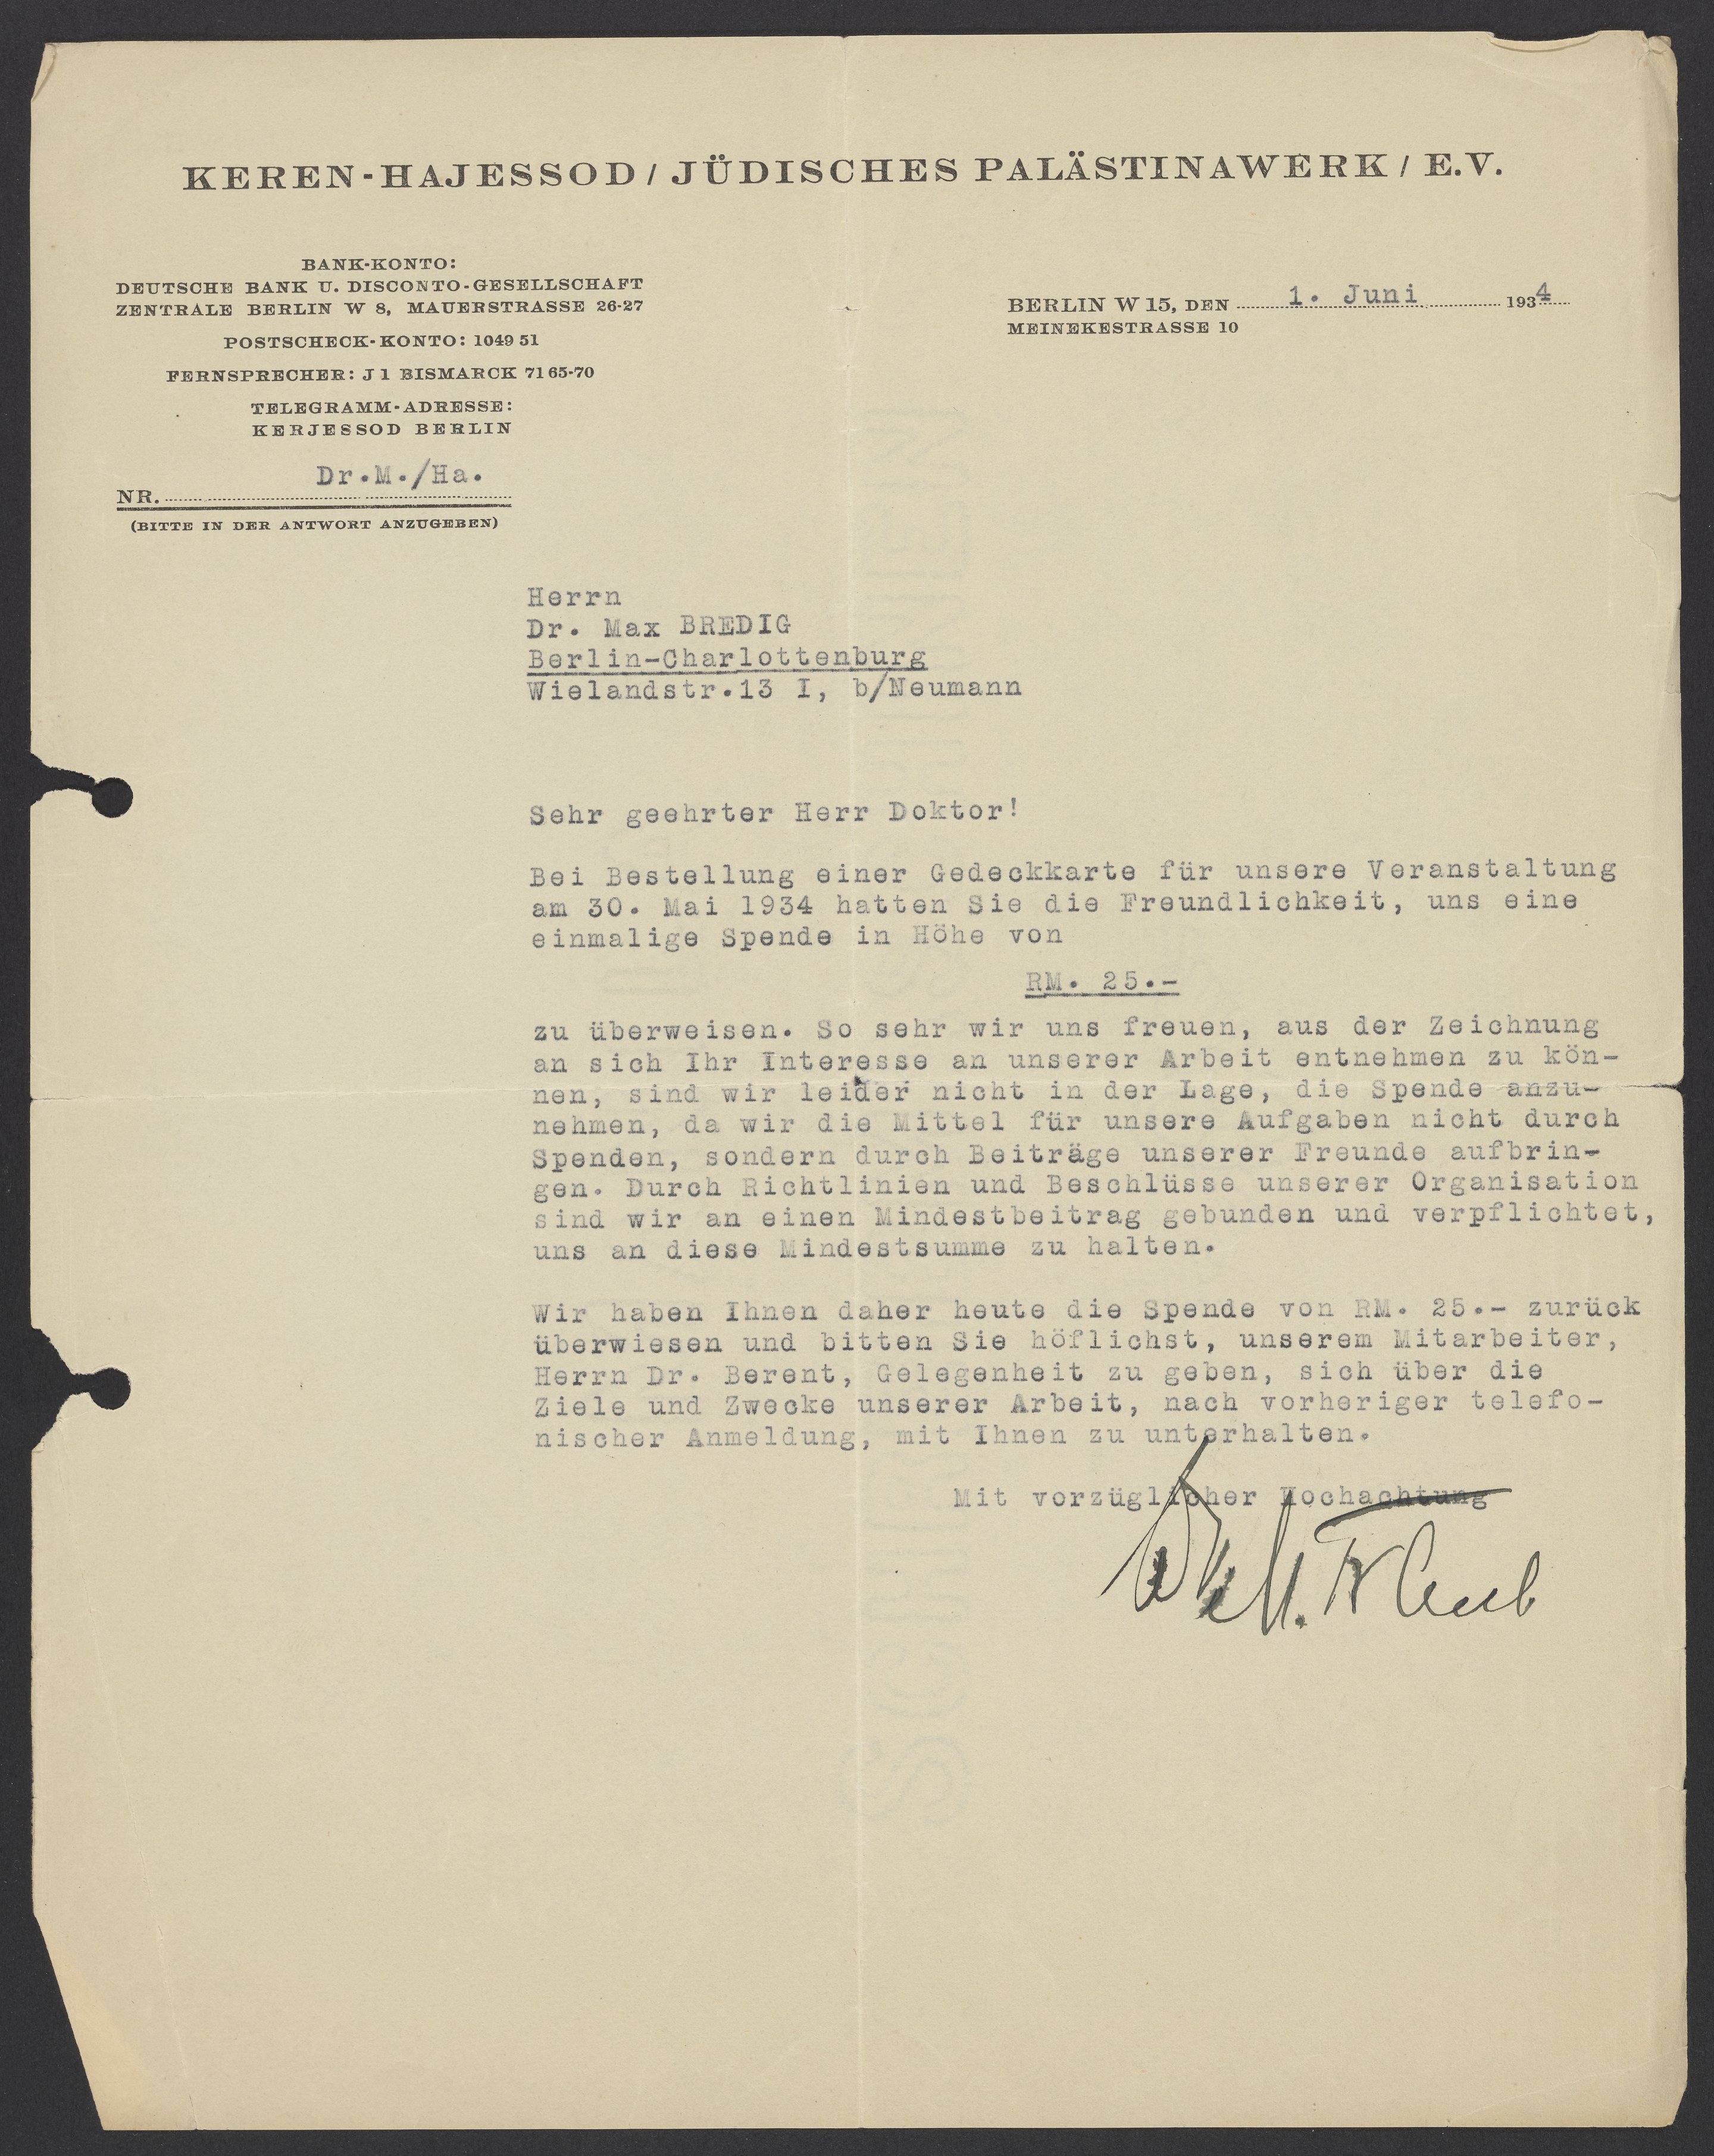 KEREN-HAJESSOD / JÜDISCHES PALÄSTINAWERK / E.V.
BANK-KONTO:
DEUTSCHE BANK U. DISCONTO-GESELLSCHAFT
ZENTRALE BERLIN W 8, MAUERSTRASSE 26-27
POSTSCHECK-KONTO: 1049 51
FERNSPRECHER: J 1 BISMARCK 71 65-70
TELEGRAMM-ADRESSE:
KERJESSOD BERLIN
NR. Dr.M./Ha.
(BITTE IN DER ANTWORT ANZUGEBEN)
BERLIN W 15, DEN 1. Juni 1934
MEINEKESTRASSE 10
Herrn
Dr. Max BREDIG
Berlin-Charlottenburg
Wielandstr.13 I, b/Neumann
Sehr geehrter Herr Doktor!
Bei Bestellung einer Gedeckkarte für unsere Veranstaltung
am 30. Mai 1934 hatten Sie die Freundlichkeit, uns eine
einmalige Spende in Höhe von
RM. 25.-
zu überweisen. So sehr wir uns freuen, aus der Zeichnung
an sich Ihr Interesse an unserer Arbeit entnehmen zu kön-
nen, sind wir leider nicht in der Lage, die Spende anzu-
nehmen, da wir die Mittel für unsere Aufgaben nicht durch
Spenden, sondern durch Beiträge unserer Freunde aufbrin-
gen. Durch Richtlinien und Beschlüsse unserer Organisation
sind wir an einen Mindestbeitrag gebunden und verpflichtet,
uns an diese Mindestsumme zu halten.
Wir haben Ihnen daher heute die Spende von RM. 25.- zurück
überwiesen und bitten Sie höflichst, unserem Mitarbeiter,
Herrn Dr. Berent, Gelegenheit zu geben, sich über die
Ziele und Zwecke unserer Arbeit, nach vorheriger telefo-
nischer Anmeldung, mit Ihnen zu unterhalten.
Mit vorzüglicher Hochachtung